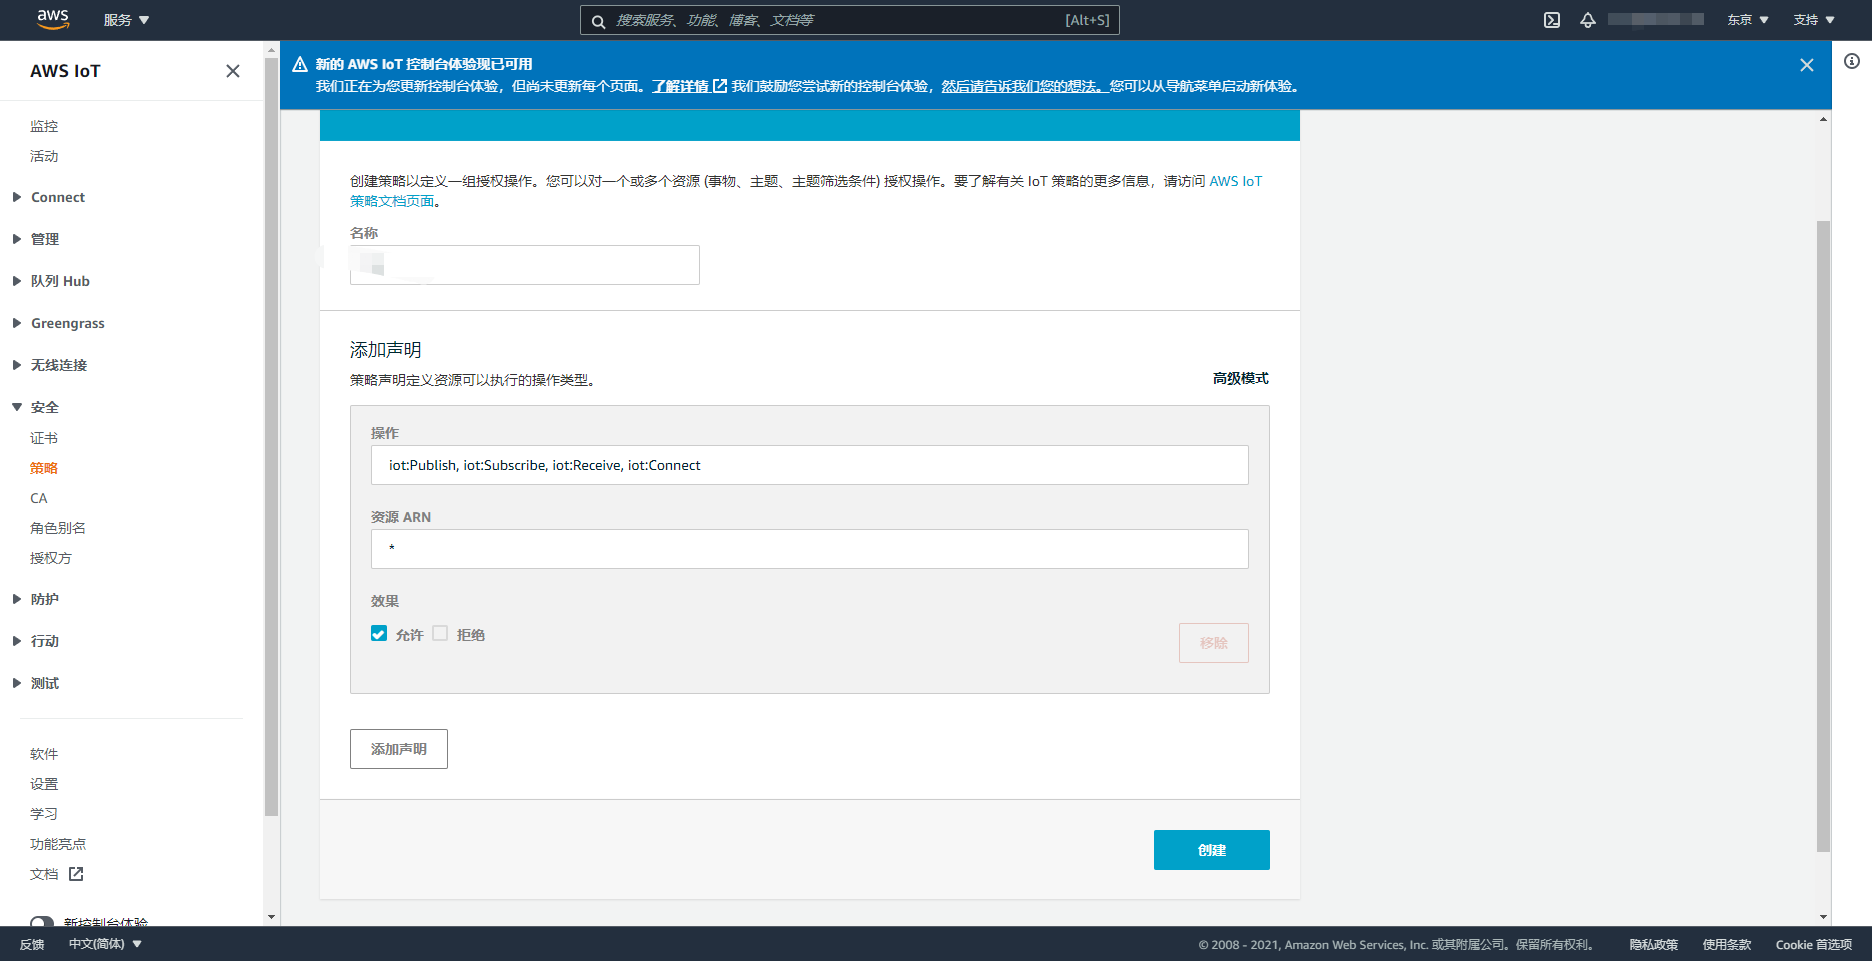 aws
服务
搜索服务、功能、博客、文档等
[Alt+S]
东京
支持
AWS IoT
监控
活动
Connect
管理
队列 Hub
Greengrass
无线连接
安全
证书
策略
CA
角色别名
授权方
防护
行动
测试
软件
设置
学习
功能亮点
文档
新控制台体验
新的 AWS IoT 控制台体验现已可用
我们正在为您更新控制台体验，但尚未更新每个页面。了解详情 我们鼓励您尝试新的控制台体验，然后请告诉我们您的想法。您可以从导航菜单启动新体验。
创建策略以定义一组授权操作。您可以对一个或多个资源 (事物、主题、主题筛选条件) 授权操作。要了解有关 IoT 策略的更多信息，请访问 AWS IoT
策略文档页面。
名称
添加声明
策略声明定义资源可以执行的操作类型。
高级模式
操作
iot:Publish, iot:Subscribe, iot:Receive, iot:Connect
资源 ARN
*
效果
允许
拒绝
移除
添加声明
创建
反馈
中文(简体)
© 2008 - 2021, Amazon Web Services, Inc. 或其附属公司。保留所有权利。
隐私政策
使用条款
Cookie 首选项